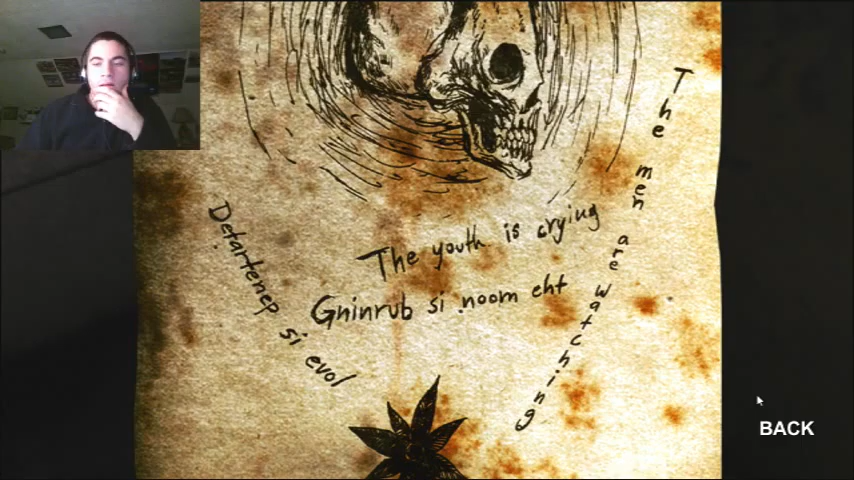 The men are watching
Detartenep si evol
The youth is crying
Gninrub si noom eht
BACK